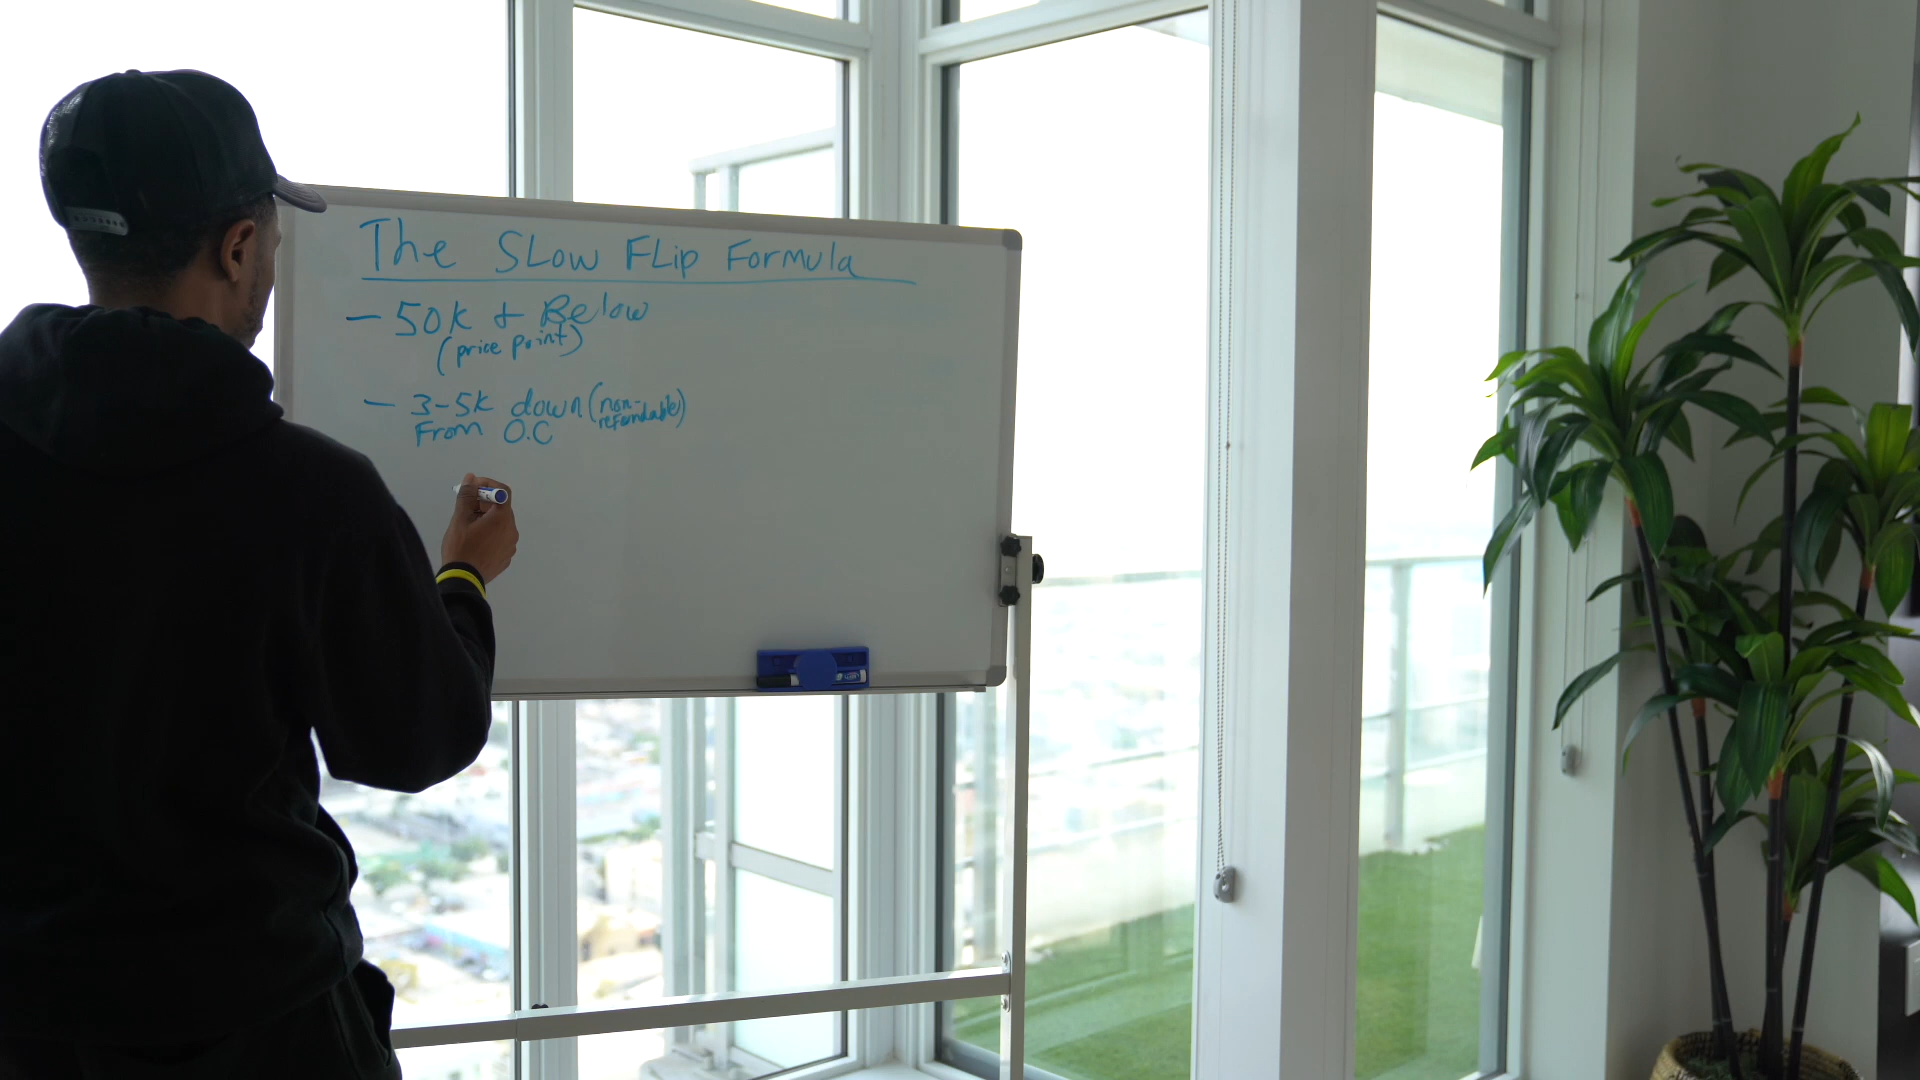 The SLow FLip Formula
- 50k + Below
(price point)
- 3-5k down (non-refundable)
From O.C